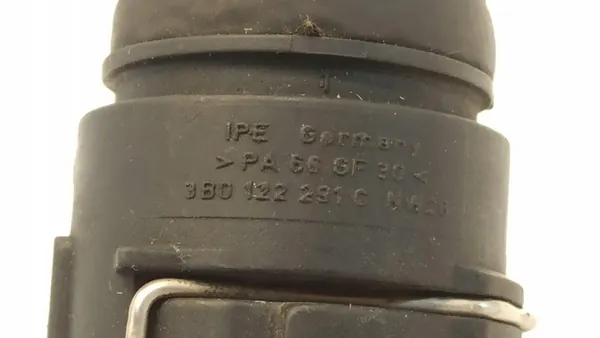 IPE Germany
>PA 66 GF 30<
3B0 122 291 C